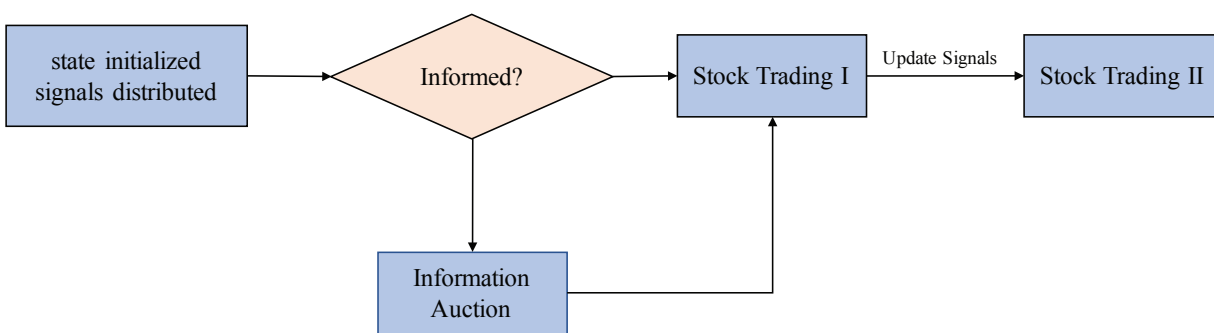 state initialized
signals distributed
Informed?
Stock Trading I
Update Signals
Stock Trading II
Information
Auction